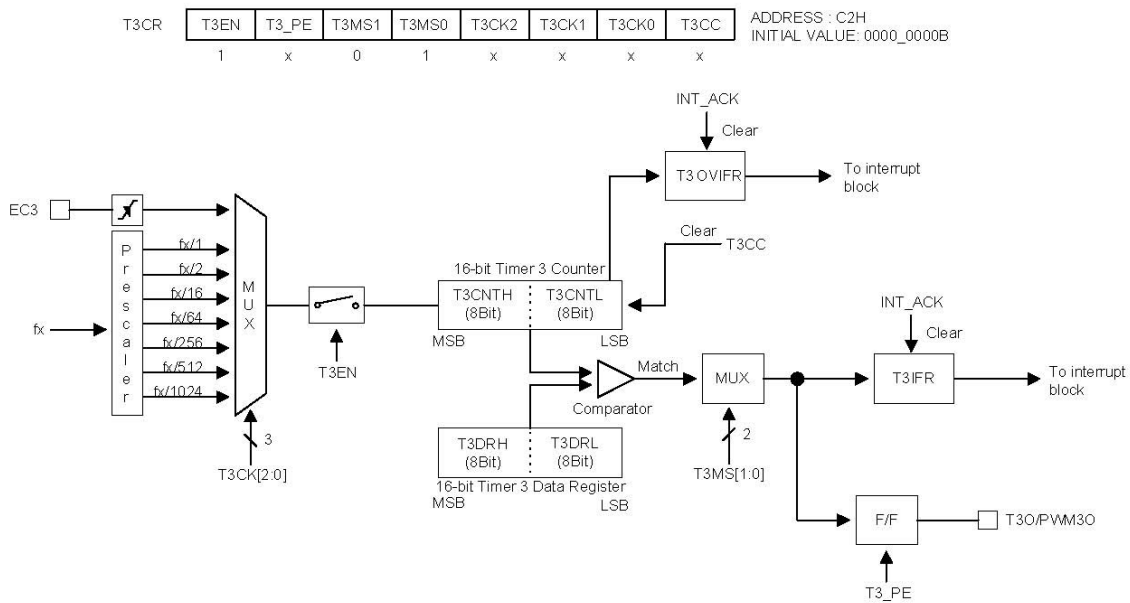 T3CR T3EN T3_PE T3MS1 T3MS0 T3CK2 T3CK1 T3CK0 T3CC ADDRESS : C2H
INITIAL VALUE: 0000_0000B
1 x 0 1 x x x x
INT_ACK
Clear
T3OVIFR
To interrupt
block
EC3
Prescaler
fx
fx/1
fx/2
fx/16
fx/64
fx/256
fx/512
fx/1024
MUX
3
T3CK[2:0]
T3EN
Clear
T3CC
16-bit Timer 3 Counter
T3CNTH
(8Bit)
T3CNTL
(8Bit)
MSB
LSB
Match
Comparator
T3DRH
(8Bit)
T3DRL
(8Bit)
16-bit Timer 3 Data Register
MSB
LSB
MUX
2
T3MS[1:0]
INT_ACK
Clear
T3IFR
To interrupt
block
F/F
T3O/PWM3O
T3_PE